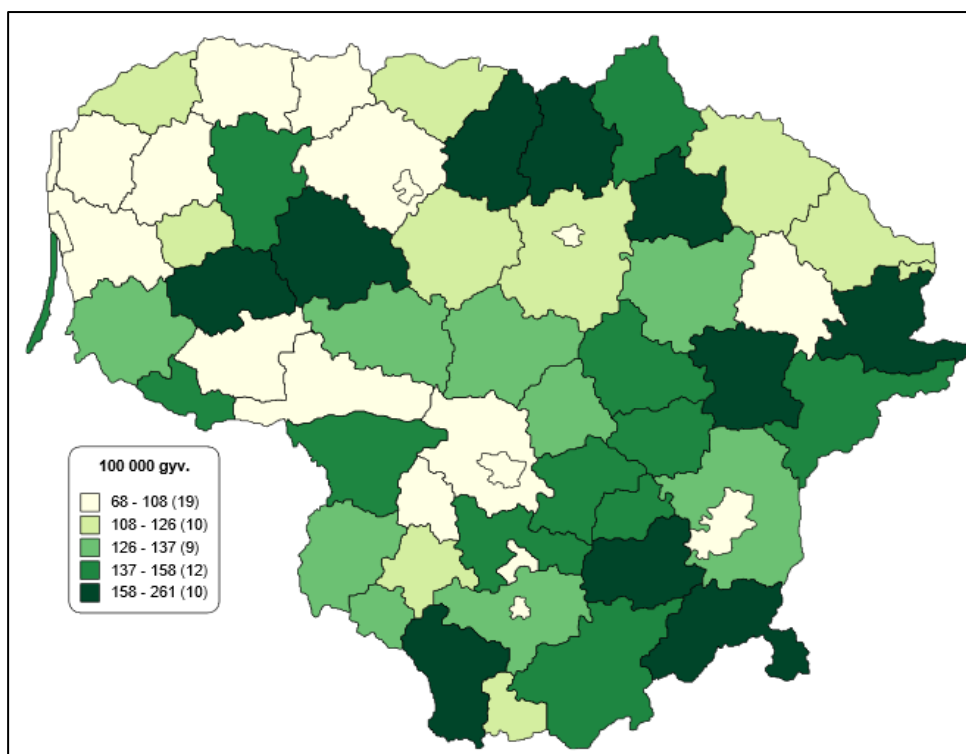 100 000 gyv.
68 - 108 (19)
108 - 126 (10)
126 - 137 (9)
137 - 158 (12)
158 - 261 (10)